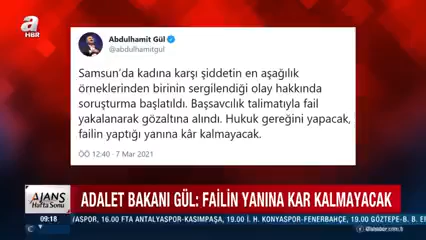 a
HBR
Abdulhamit Gül
@abdulhamitgul
Samsun'da kadına karşı şiddetin en aşağılık
örneklerinden birinin sergilendiği olay hakkında
soruşturma başlatıldı. Başsavcılık talimatıyla fail
yakalanarak gözaltına alındı. Hukuk gereğini yapacak,
failin yaptığı yanına kâr kalmayacak.
ÖÖ 12:40 · 7 Mar 2021
AJANS
Hafta Sonu
ADALET BAKANI GÜL: FAİLİN YANINA KAR KALMAYACAK
09:18
ASPOR, 16.00 FTA ANTALYASPOR-KASIMPAŞA, 19.00 İ. H. KONYASPOR-FENERBAHÇE, 19.00 GÖZTEPE-B. B. E